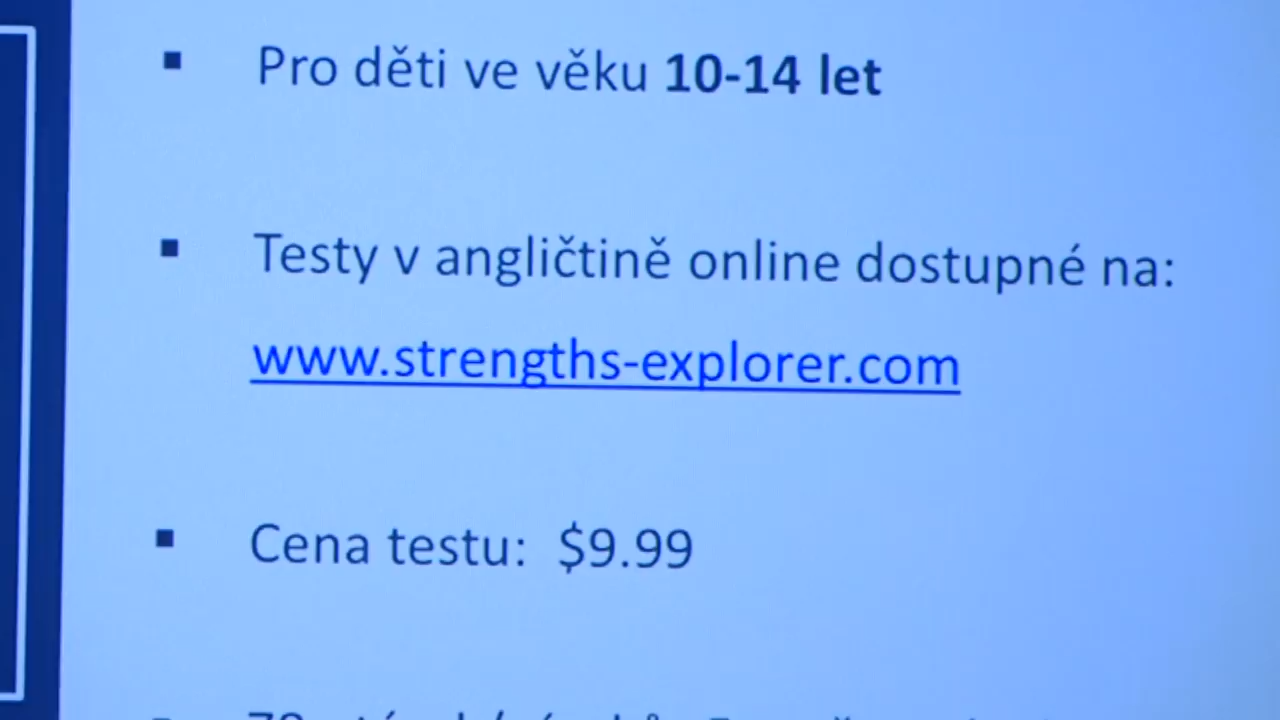 ▪ Pro děti ve věku 10-14 let
▪ Testy v angličtině online dostupné na:
www.strengths-explorer.com
▪ Cena testu: $9.99